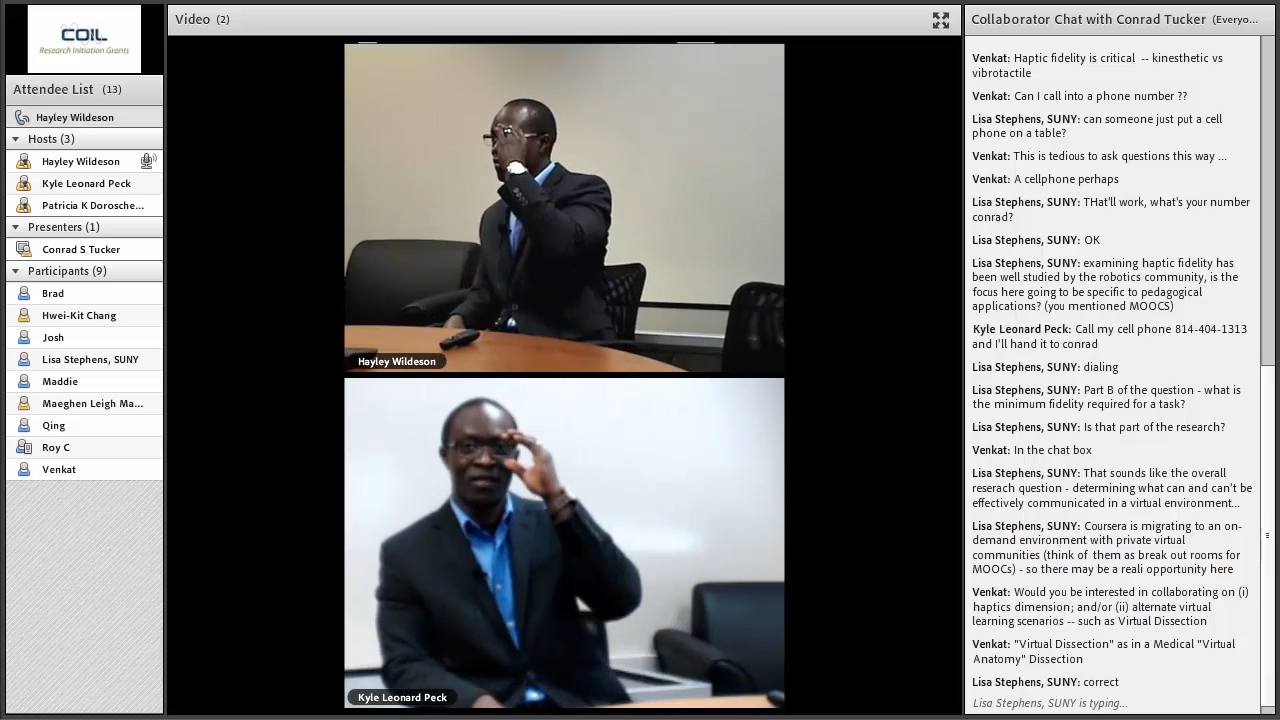 COIL
Research Initiation Grants
Attendee List (13)
Hayley Wildeson
Hosts (3)
Hayley Wildeson
Kyle Leonard Peck
Patricia K Dorosche...
Presenters (1)
Conrad S Tucker
Participants (9)
Brad
Hwei-Kit Chang
Josh
Lisa Stephens, SUNY
Maddie
Maeghen Leigh Ma...
Qing
Roy C
Venkat
Video (2)
Hayley Wildeson
Kyle Leonard Peck
Collaborator Chat with Conrad Tucker (Everyo...
Venkat: Haptic fidelity is critical -- kinesthetic vs
vibrotactile
Venkat: Can I call into a phone number ??
Lisa Stephens, SUNY: can someone just put a cell
phone on a table?
Venkat: This is tedious to ask questions this way ...
Venkat: A cellphone perhaps
Lisa Stephens, SUNY: THat'll work, what's your number
conrad?
Lisa Stephens, SUNY: OK
Lisa Stephens, SUNY: examining haptic fidelity has
been well studied by the robotics community, is the
focus here going to be specific to pedagogical
applications? (you mentioned MOOCS)
Kyle Leonard Peck: Call my cell phone 814-404-1313
and I'll hand it to conrad
Lisa Stephens, SUNY: dialing
Lisa Stephens, SUNY: Part B of the question - what is
the minimum fidelity required for a task?
Lisa Stephens, SUNY: Is that part of the research?
Venkat: In the chat box
Lisa Stephens, SUNY: That sounds like the overall
reserach question - determining what can and can't be
effectively communicated in a virtual environment...
Lisa Stephens, SUNY: Coursera is migrating to an on-
demand environment with private virtual
communities (think of them as break out rooms for
MOOCs) - so there may be a reali opportunity here
Venkat: Would you be interested in collaborating on (i)
haptics dimension; and/or (ii) alternate virtual
learning scenarios -- such as Virtual Dissection
Venkat: "Virtual Dissection" as in a Medical "Virtual
Anatomy" Dissection
Lisa Stephens, SUNY: correct
Lisa Stephens, SUNY is typing...